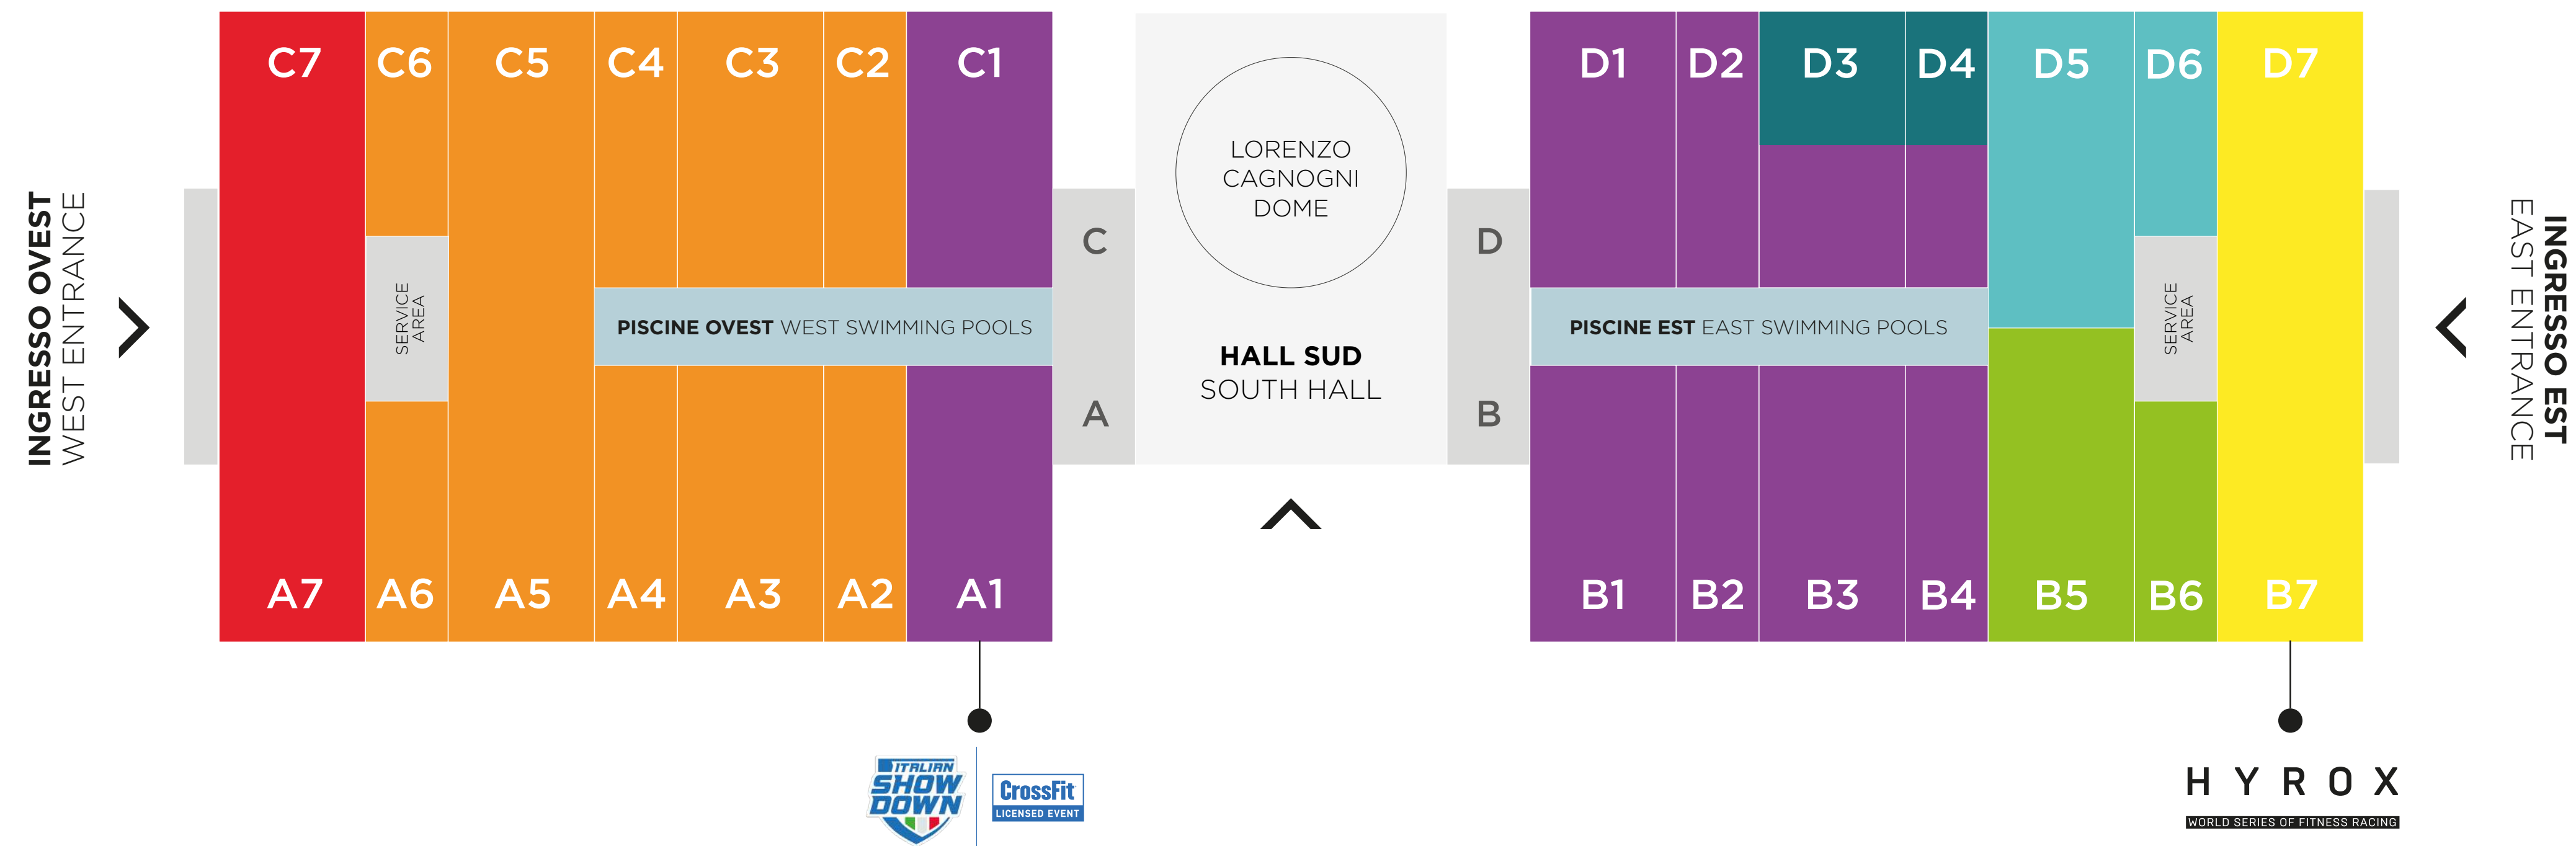 C7 C6 C5 C4 C3 C2 C1
D1 D2 D3 D4 D5 D6 D7
LORENZO
CAGNOGNI
DOME
INGRESSO OVEST
WEST ENTRANCE
SERVICE
AREA
PISCINE OVEST WEST SWIMMING POOLS
C
A
HALL SUD
SOUTH HALL
D
B
PISCINE EST EAST SWIMMING POOLS
SERVICE
AREA
INGRESSO EST
EAST ENTRANCE
A7 A6 A5 A4 A3 A2 A1
B1 B2 B3 B4 B5 B6 B7
ITALIAN
SHOW
DOWN
CrossFit
LICENSED EVENT
HYROX
WORLD SERIES OF FITNESS RACING